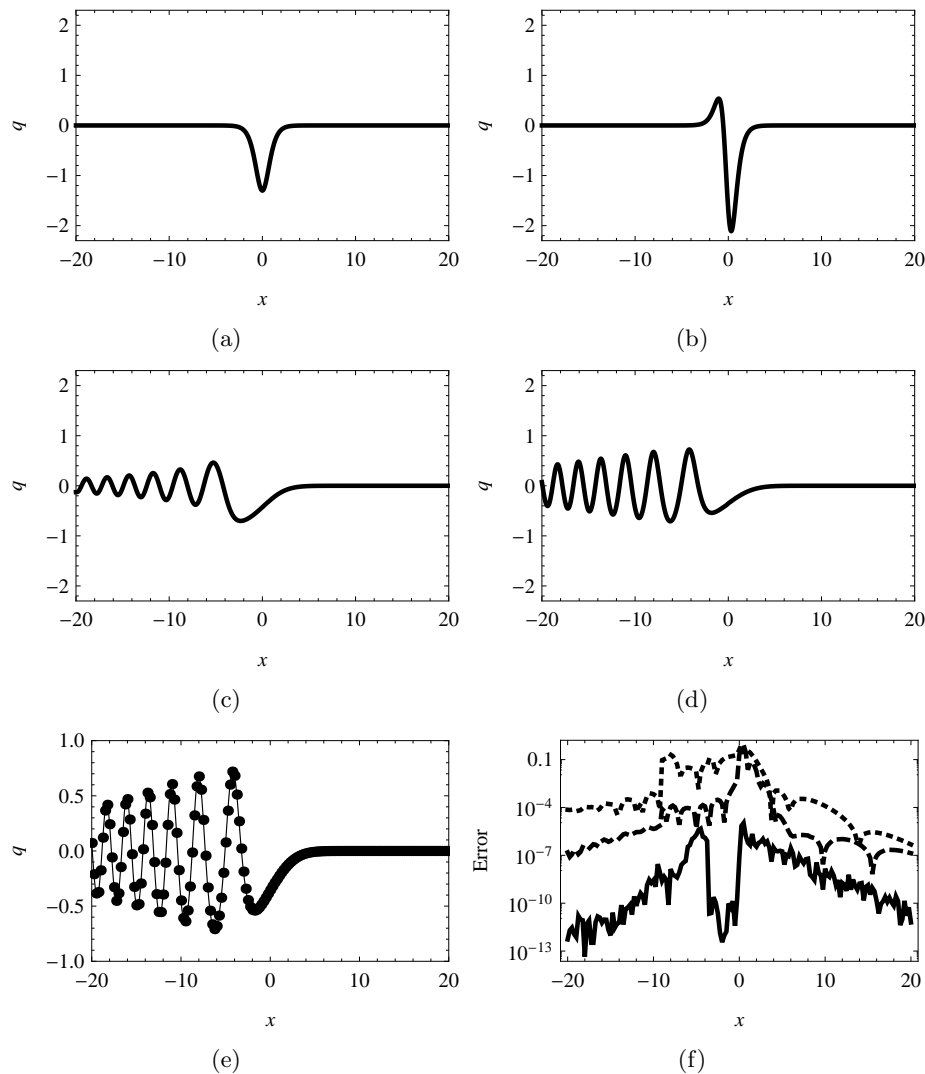 2 2
1 1
q 0 q 0
−1 −1
−2 −2
−20 −10 0 10 20 −20 −10 0 10 20
x x
(a) (b)
2 2
1 1
q 0 q 0
−1 −1
−2 −2
−20 −10 0 10 20 −20 −10 0 10 20
x x
(c) (d)
1.0
0.5
q 0.0
−0.5
−1.0
−20 −10 0 10 20
x
(e)
0.1
10^−4
Error
10^−7
10^−10
10^−13
−20 −10 0 10 20
x
(f)